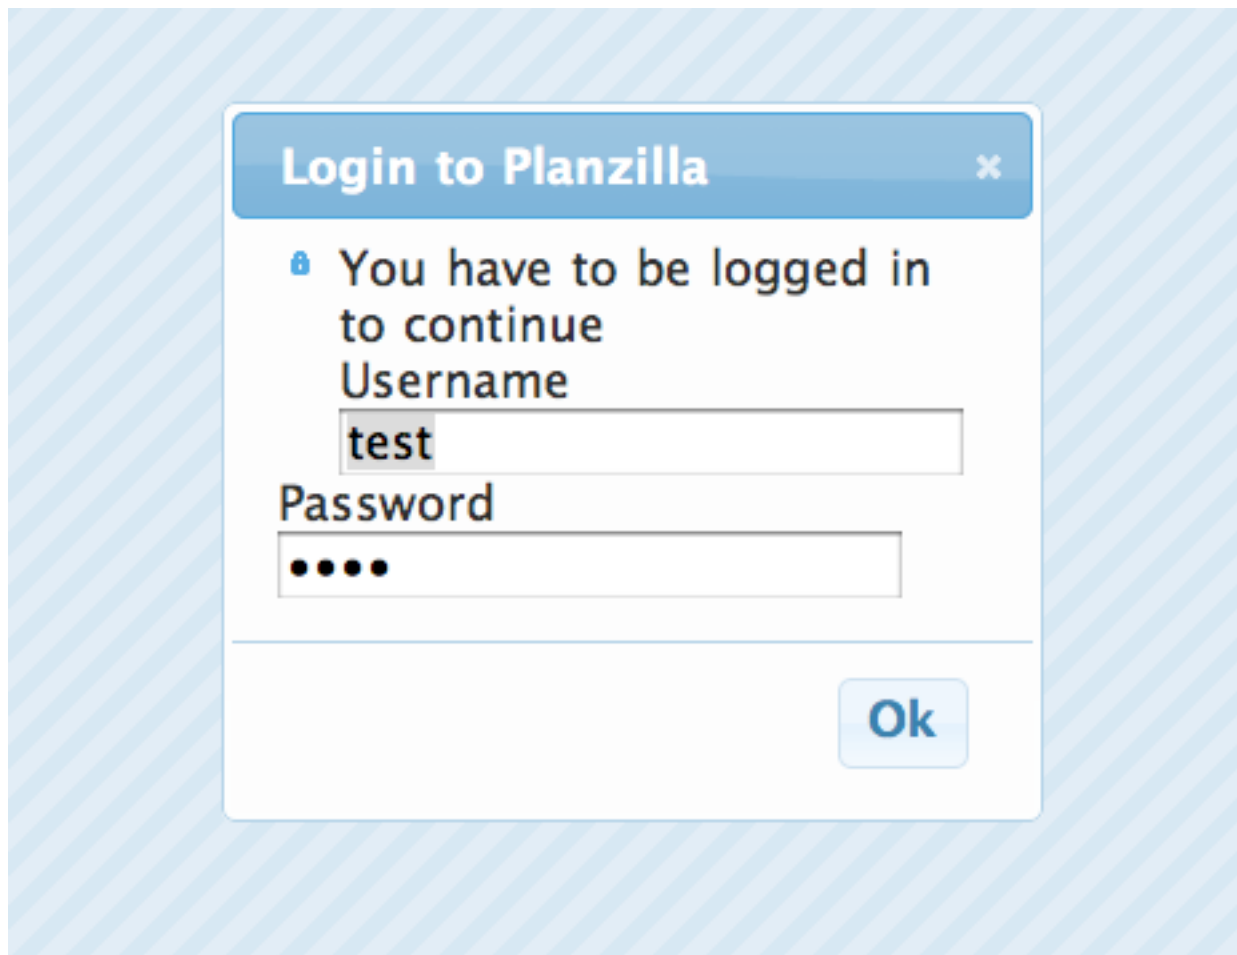 Login to Planzilla
You have to be logged in
to continue
Username
test
Password
••••
Ok